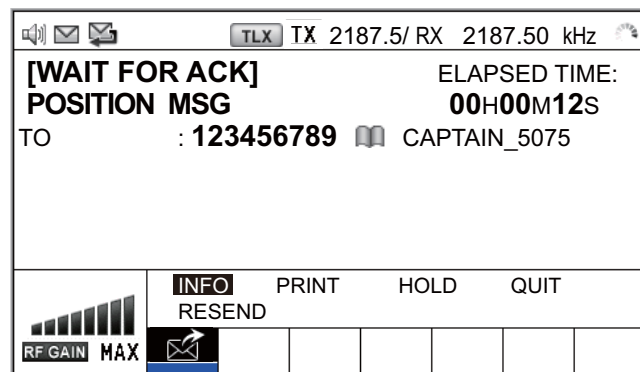 TLX TX 2187.5/ RX 2187.50 kHz
[WAIT FOR ACK] ELAPSED TIME:
POSITION MSG 00H00M12S
TO : 123456789 CAPTAIN_5075
INFO PRINT HOLD QUIT
RESEND
RF GAIN MAX